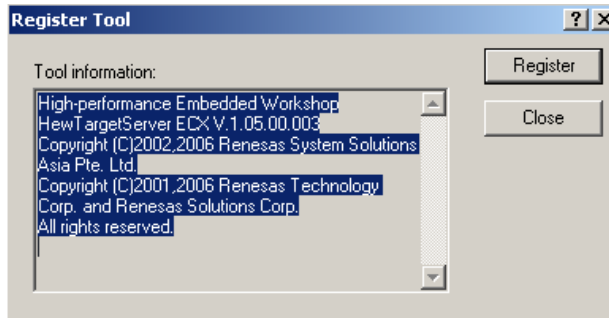 Register Tool
Tool information:
High-performance Embedded Workshop
HewTargetServer ECX V.1.05.00.003
Copyright (C)2002,2006 Renesas System Solutions
Asia Pte. Ltd.
Copyright (C)2001,2006 Renesas Technology
Corp. and Renesas Solutions Corp.
All rights reserved.
Register
Close